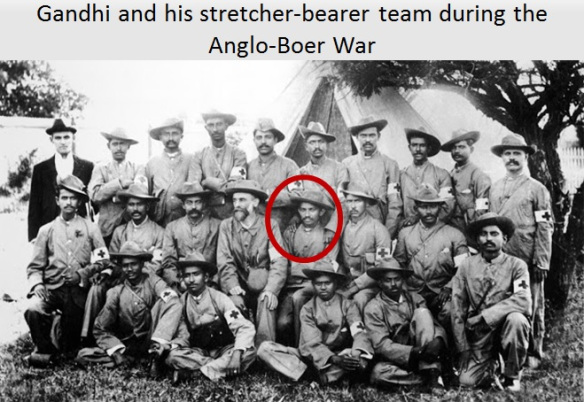 Gandhi and his stretcher-bearer team during the
Anglo-Boer War